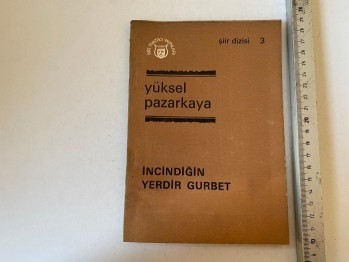 şiir dizisi 3
yüksel
pazarkaya
İNCİNDİĞİN
YERDİR GURBET